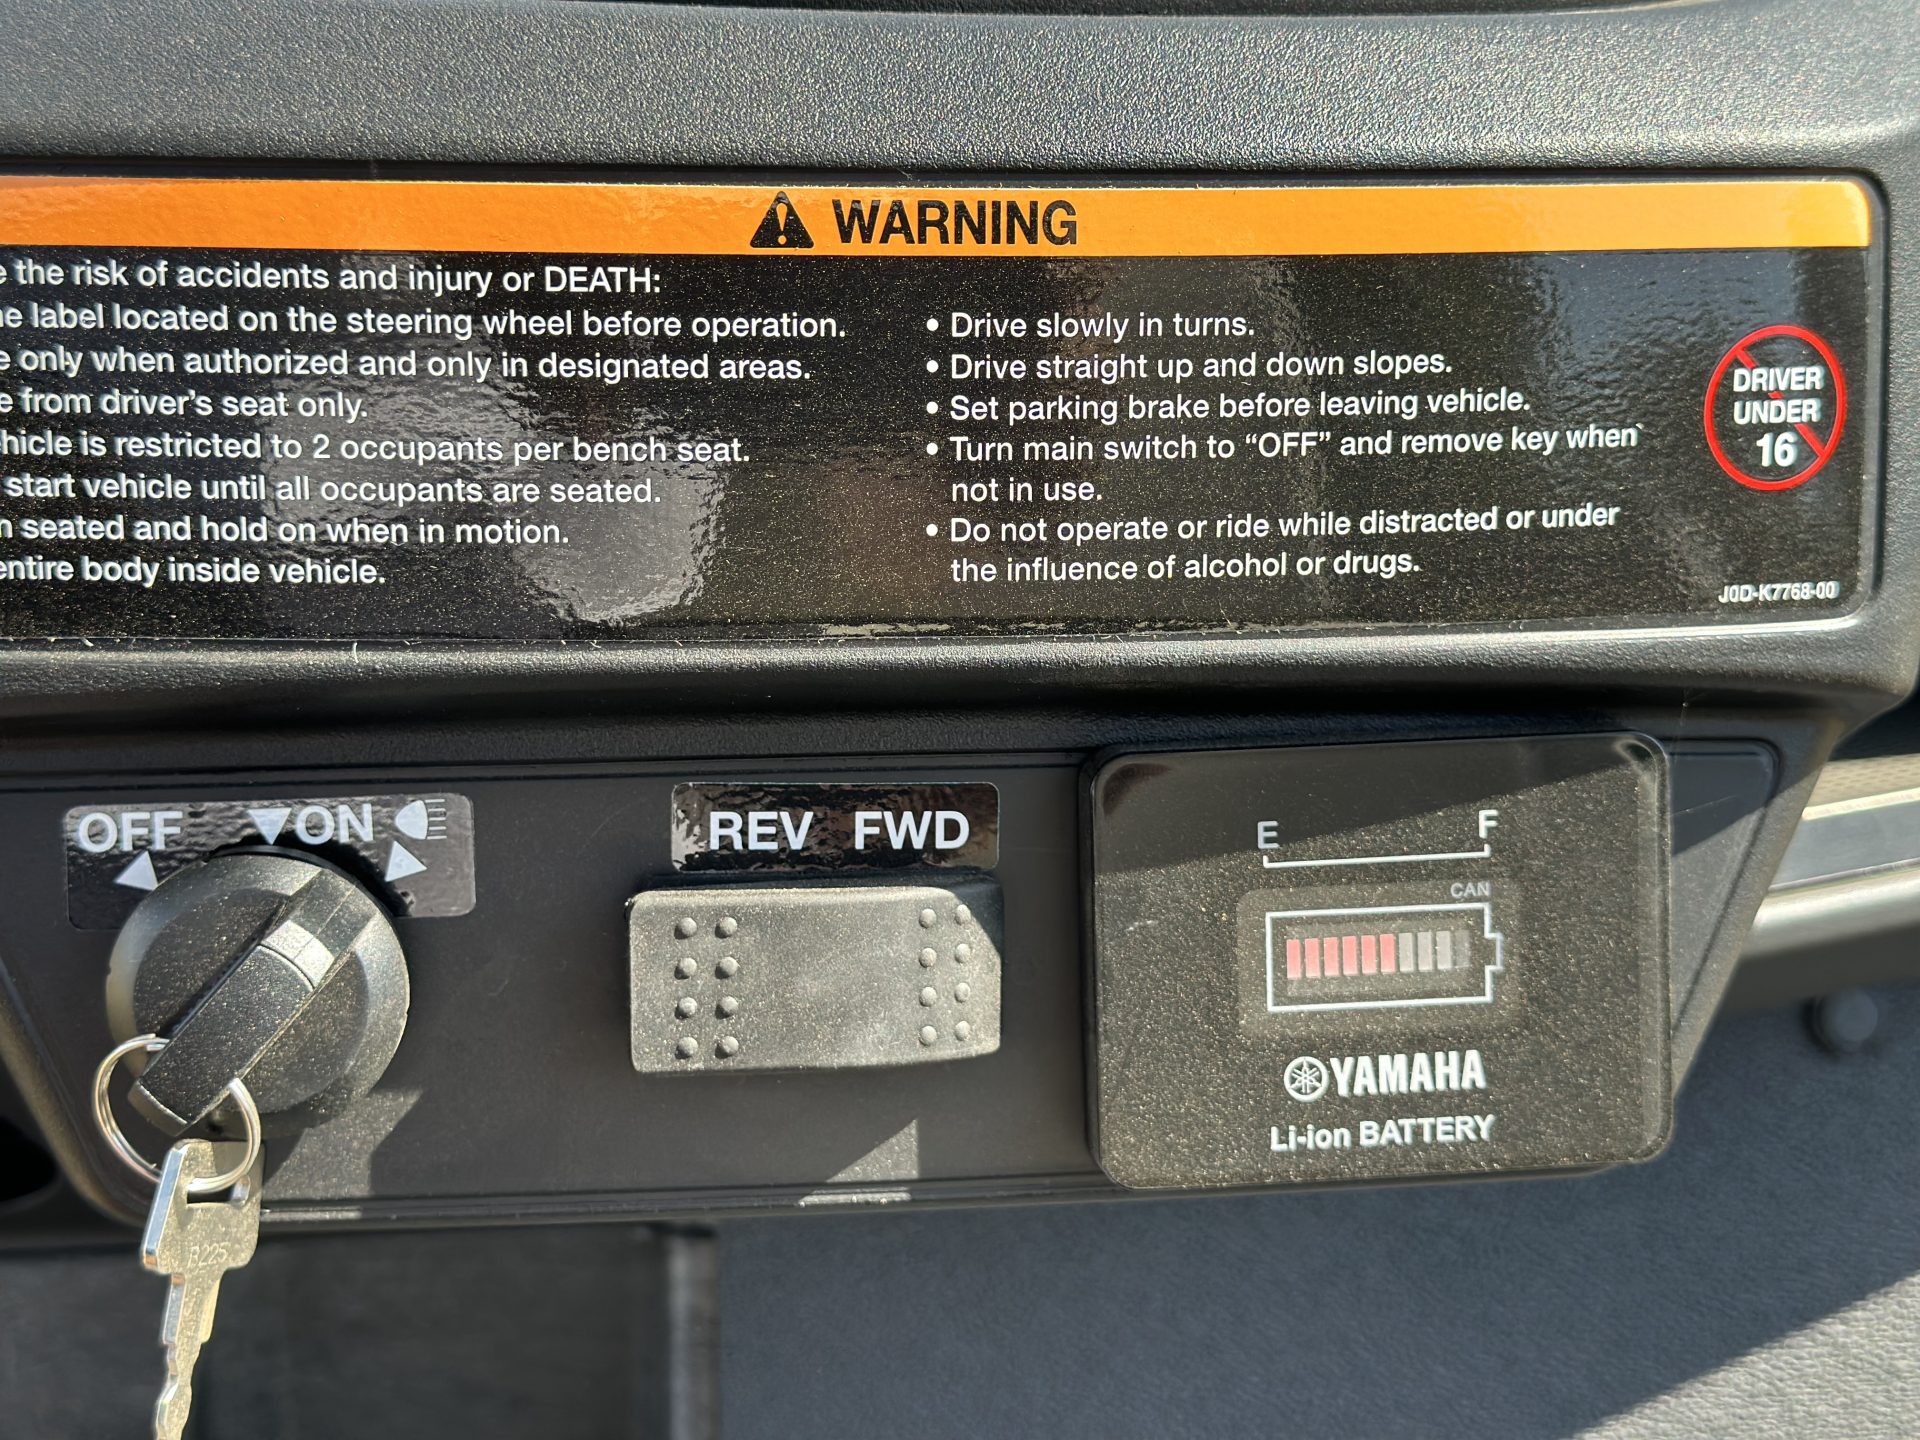 WARNING
the risk of accidents and injury or DEATH:
label located on the steering wheel before operation.
only when authorized and only in designated areas.
from driver's seat only.
is restricted to 2 occupants per bench seat.
start vehicle until all occupants are seated.
seated and hold on when in motion.
entire body inside vehicle.
• Drive slowly in turns.
• Drive straight up and down slopes.
• Set parking brake before leaving vehicle.
• Turn main switch to “OFF” and remove key when
not in use.
• Do not operate or ride while distracted or under
the influence of alcohol or drugs.
DRIVER
UNDER
16
J0D-K7768-00
OFF ON
REV FWD
E F
CAN
YAMAHA
Li-ion BATTERY
B225